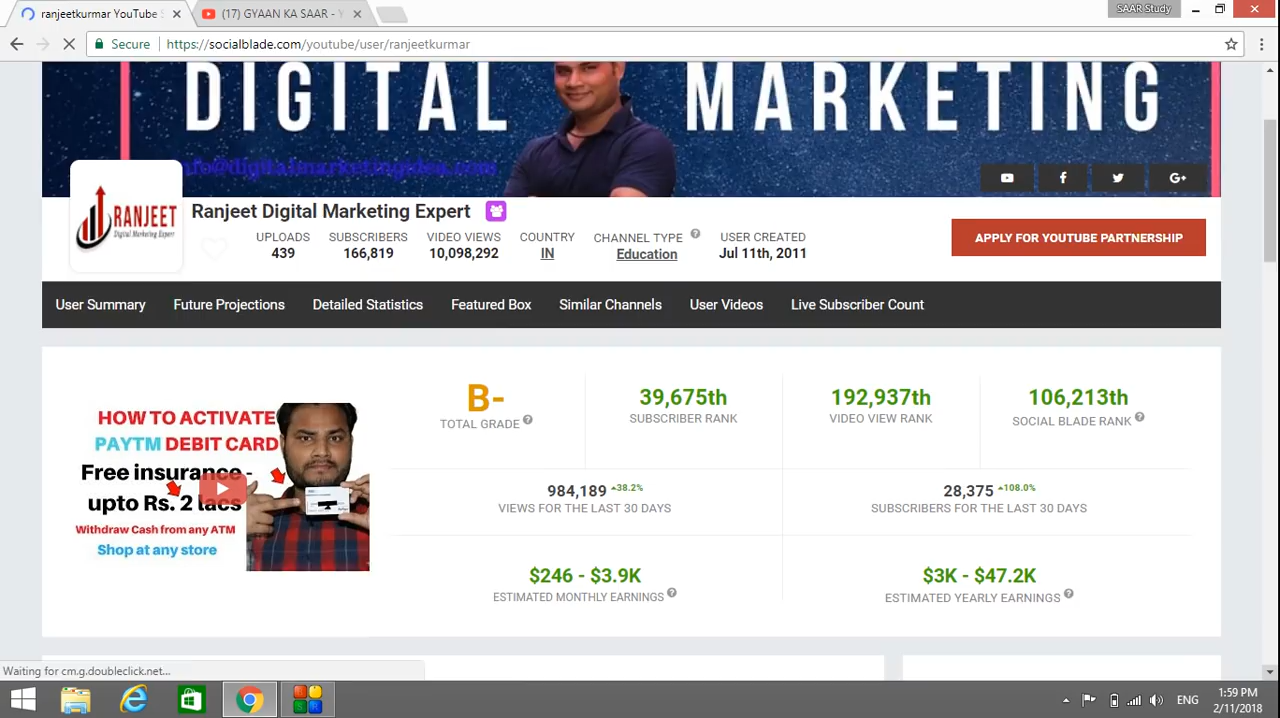 ranjeetkurmar YouTube S
(17) GYAAN KA SAAR - Y
SAAR Study
Secure
https://socialblade.com/youtube/user/ranjeetkurmar
DIGITAL MARKETING
nfo@digitalmarketingidea.com
RANJEET
Digital Marketing Expert
Ranjeet Digital Marketing Expert
UPLOADS SUBSCRIBERS VIDEO VIEWS COUNTRY CHANNEL TYPE USER CREATED
439 166,819 10,098,292 IN Education Jul 11th, 2011
APPLY FOR YOUTUBE PARTNERSHIP
User Summary Future Projections Detailed Statistics Featured Box Similar Channels User Videos Live Subscriber Count
HOW TO ACTIVATE
PAYTM DEBIT CARD
Free insurance -
upto Rs. 2 lacs
Withdraw Cash from any ATM
Shop at any store
B- 39,675th 192,937th 106,213th
TOTAL GRADE SUBSCRIBER RANK VIDEO VIEW RANK SOCIAL BLADE RANK
984,189 38.2% 28,375 108.0%
VIEWS FOR THE LAST 30 DAYS SUBSCRIBERS FOR THE LAST 30 DAYS
$246 - $3.9K $3K - $47.2K
ESTIMATED MONTHLY EARNINGS ESTIMATED YEARLY EARNINGS
Waiting for cm.g.doubleclick.net...
ENG
1:59 PM
2/11/2018